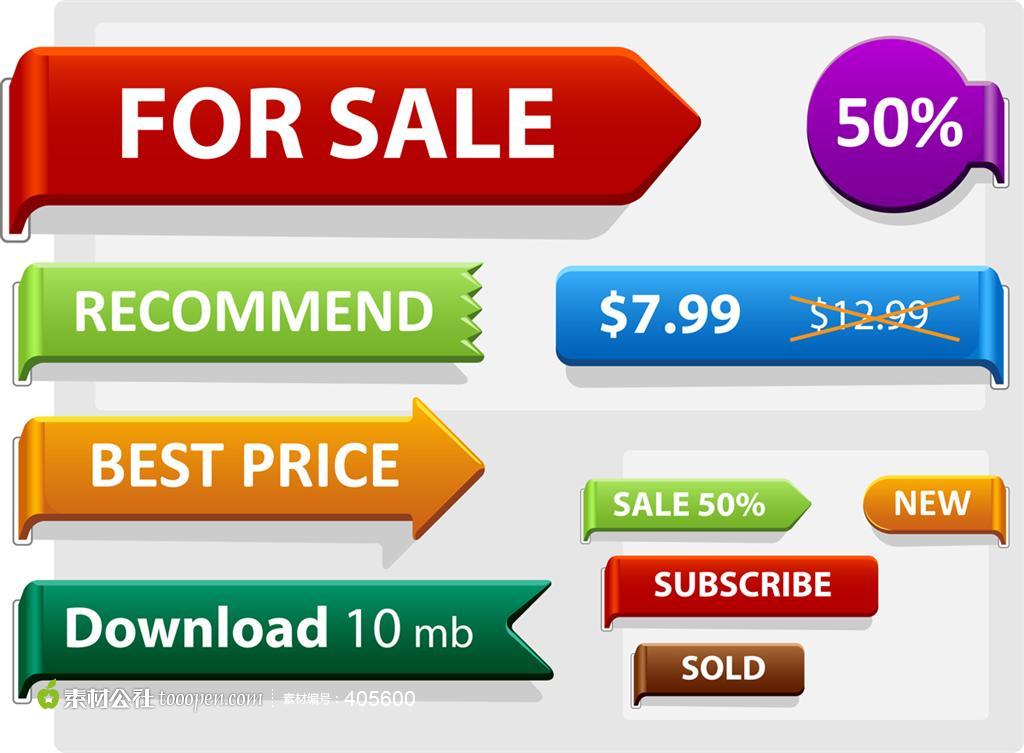 FOR SALE
50%
RECOMMEND
$7.99 $12.99
BEST PRICE
SALE 50%
NEW
SUBSCRIBE
Download 10 mb
SOLD
素材公社 tooopen.com 素材编号：405600